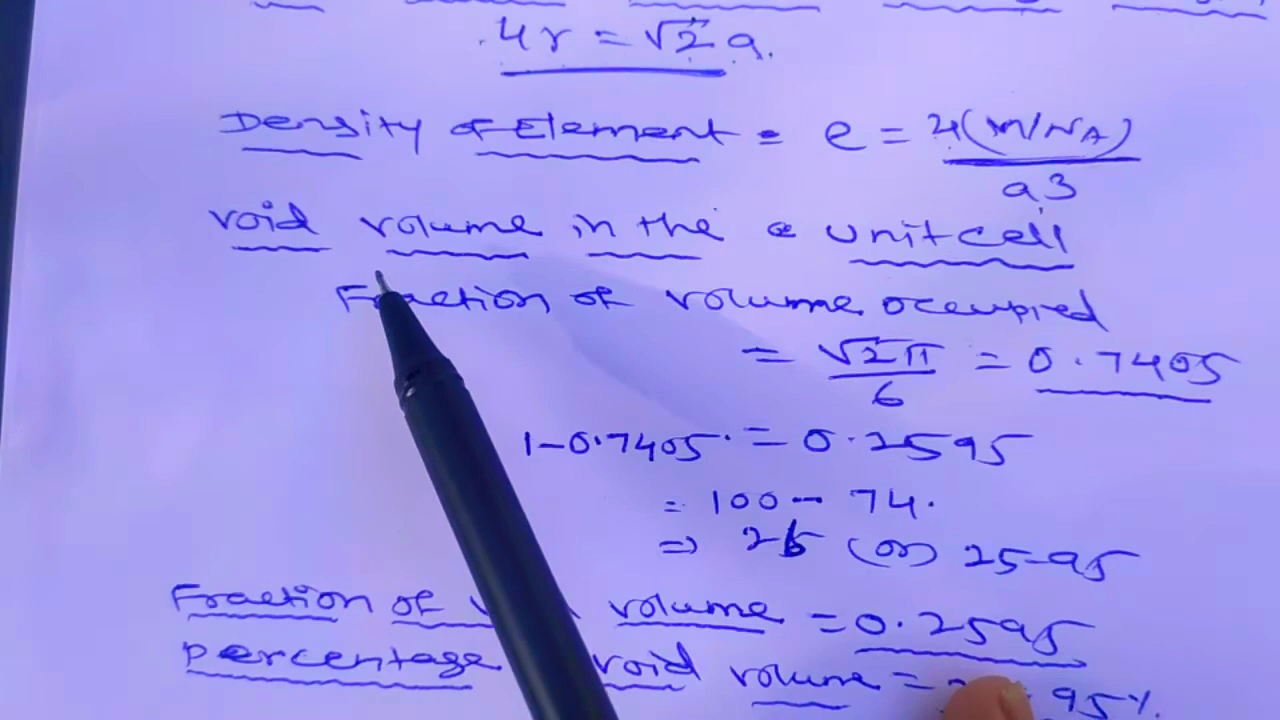 4r = √2 a.
Density of Element = e = 4(M/NA)
a3
void volume in the unit cell
Fraction of volume occupied
= √2π = 0.7405
6
1-0.7405 = 0.2595
= 100 - 74.
=> 26 (or) 25-95
Fraction of volume = 0.2595
percentage void volume = 95%.